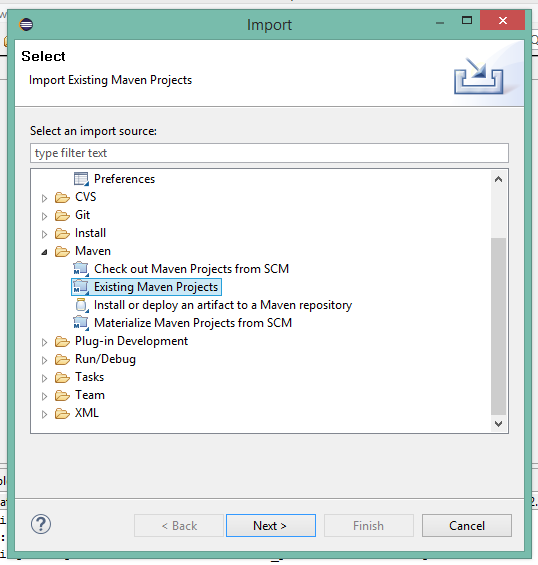 Import
Select
Import Existing Maven Projects
Select an import source:
type filter text
Preferences
CVS
Git
Install
Maven
Check out Maven Projects from SCM
Existing Maven Projects
Install or deploy an artifact to a Maven repository
Materialize Maven Projects from SCM
Plug-in Development
Run/Debug
Tasks
Team
XML
? < Back Next > Finish Cancel